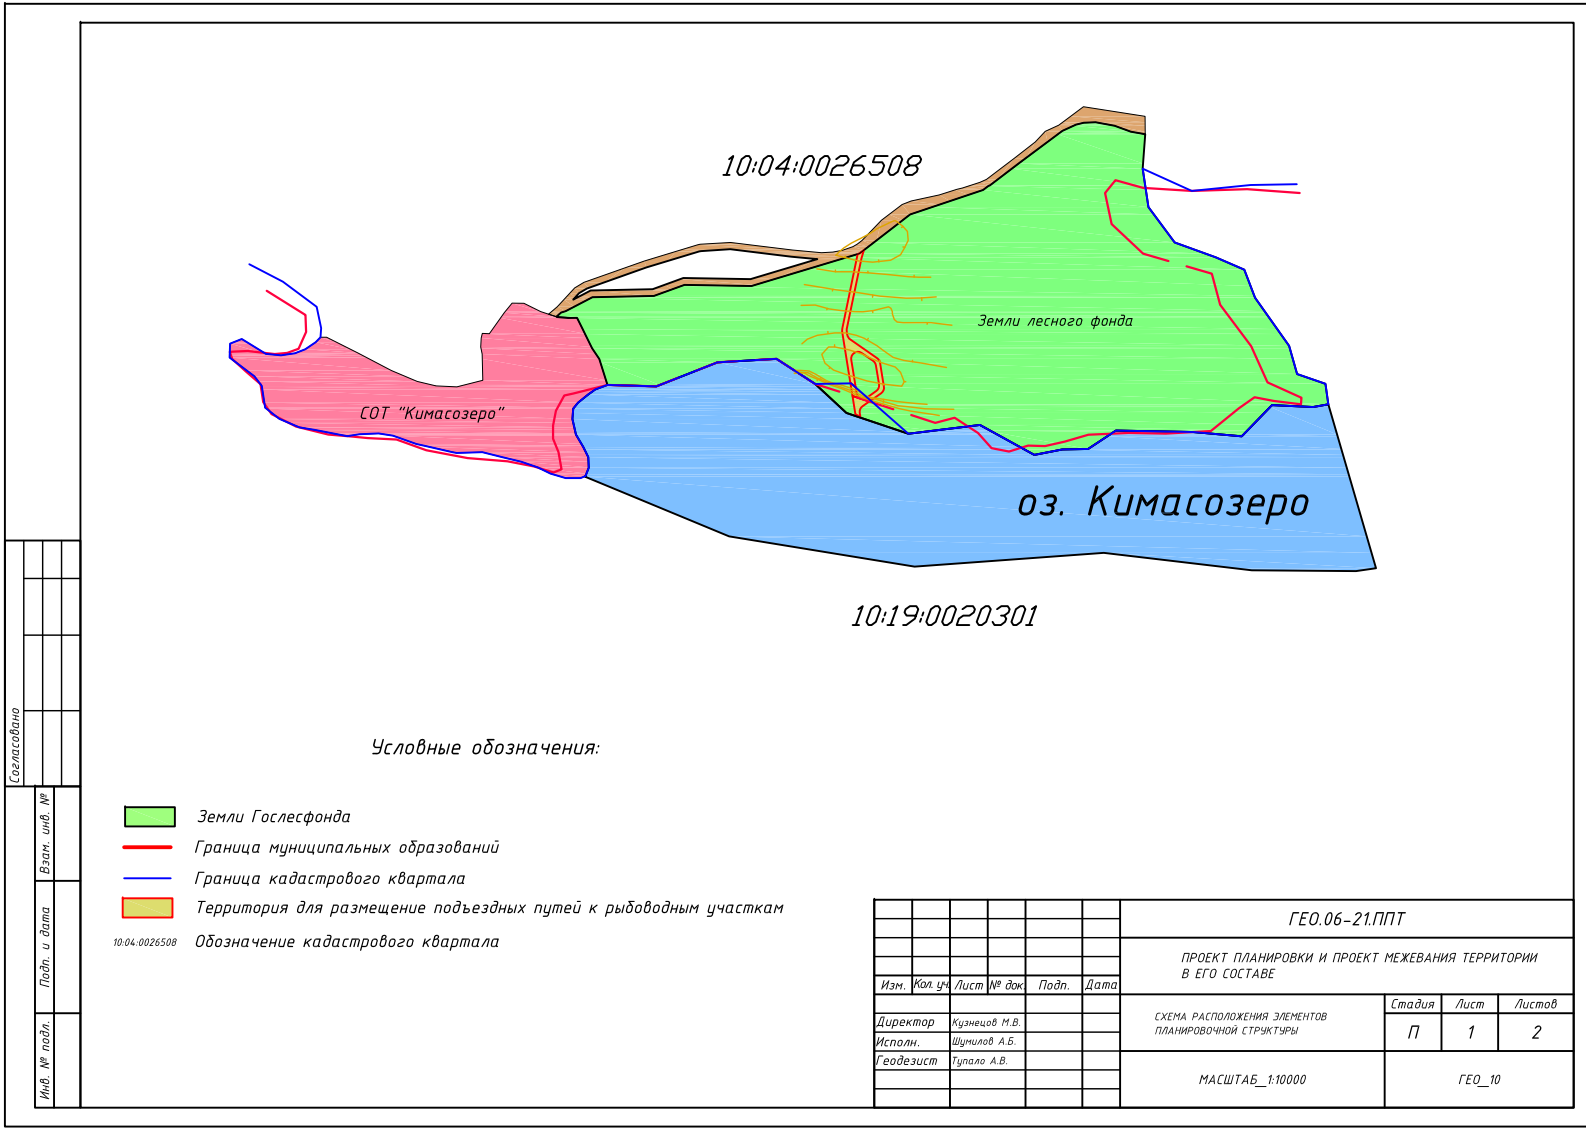 10:04:0026508
Земли лесного фонда
СОТ "Кимасозеро"
оз. Кимасозеро
10:19:0020301
Условные обозначения:
Земли Гослесфонда
Граница муниципальных образований
Граница кадастрового квартала
Территория для размещение подъездных путей к рыбоводным участкам
10:04:0026508 Обозначение кадастрового квартала
Согласовано
Взам. инв. №
Подп. и дата
Инв. № подл.
ГЕО.06-21.ППТ
ПРОЕКТ ПЛАНИРОВКИ И ПРОЕКТ МЕЖЕВАНИЯ ТЕРРИТОРИИ
В ЕГО СОСТАВЕ
Изм. Кол. уч. Лист № док. Подп. Дата
Директор Кузнецов М.В.
Исполн. Шумилов А.Б.
Геодезист Тупало А.В.
СХЕМА РАСПОЛОЖЕНИЯ ЭЛЕМЕНТОВ
ПЛАНИРОВОЧНОЙ СТРУКТУРЫ
Стадия Лист Листов
П 1 2
МАСШТАБ_1:10000
ГЕО_10